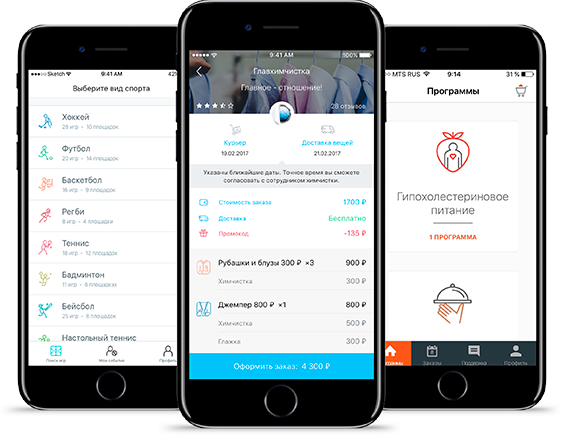 Sketch
9:41 AM
42
Выберите вид спорта
Хоккей
28 игр • 10 площадок
Футбол
20 игр • 14 площадок
Баскетбол
16 игр • 9 площадок
Регби
8 игр • 4 площадки
Теннис
18 игр • 12 площадок
Бадминтон
11 игр • 8 площадок
Бейсбол
25 игр • 8 площадок
Настольный теннис
Поиск игр
Мои события
Профиль
9:41 AM
100%
Главхимчистка
Главное - отношение!
28 отзывов
Курьер
19.02.2017
Доставка вещей
21.02.2017
Указаны ближайшие даты. Точное время вы сможете
согласовать с сотрудником химчистки.
Стоимость заказа 1700 ₽
Доставка Бесплатно
Промокод -135 ₽
Рубашки и блузы 300 ₽ ×3 900 ₽
Химчистка 300 ₽
Джемпер 800 ₽ ×1 800 ₽
Химчистка 500 ₽
Глажка 300 ₽
Оформить заказ: 4 300 ₽
MTS RUS
9:14
31 %
Программы
Гипохолестериновое
питание
1 ПРОГРАММА
Заказы
Поддержка
Профиль